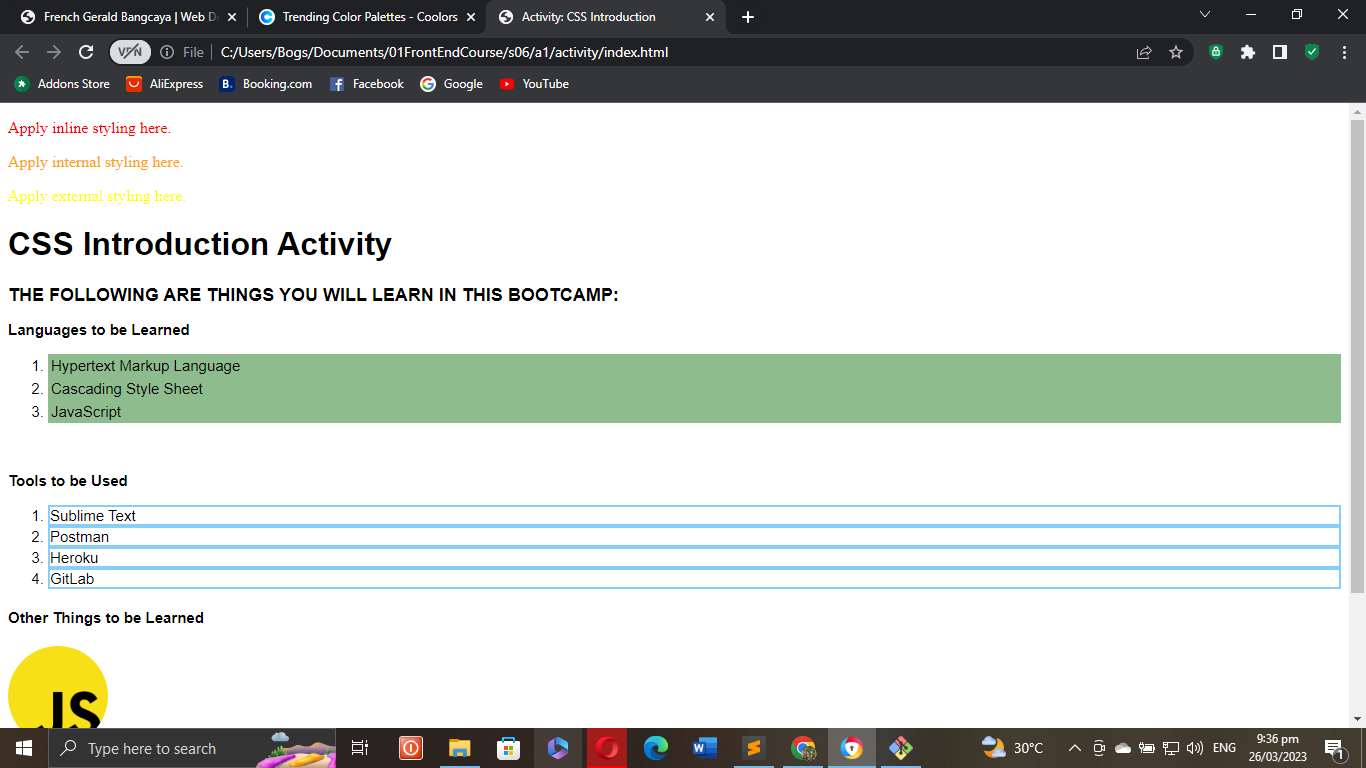 French Gerald Bangcaya | Web D
Trending Color Palettes - Coolors
Activity: CSS Introduction
VPN
File
C:/Users/Bogs/Documents/01FrontEndCourse/s06/a1/activity/index.html
Addons Store
AliExpress
B. Booking.com
Facebook
Google
YouTube
Apply inline styling here.
Apply internal styling here.
Apply external styling here.
CSS Introduction Activity
THE FOLLOWING ARE THINGS YOU WILL LEARN IN THIS BOOTCAMP:
Languages to be Learned
1. Hypertext Markup Language
2. Cascading Style Sheet
3. JavaScript
Tools to be Used
1. Sublime Text
2. Postman
3. Heroku
4. GitLab
Other Things to be Learned
JS
Type here to search
30°C
ENG
9:36 pm
26/03/2023
1